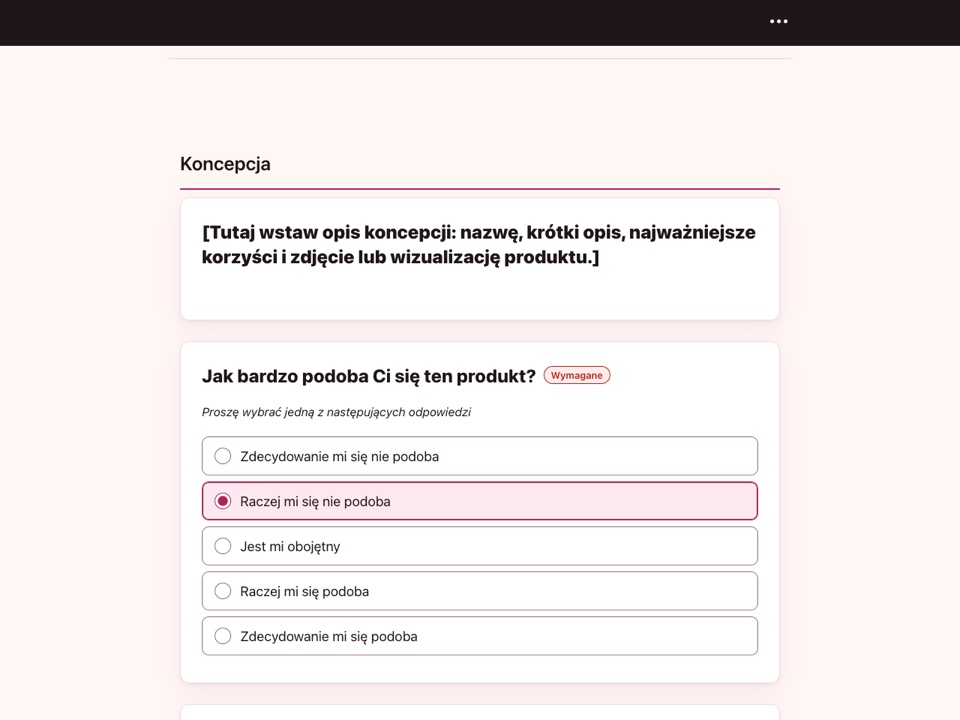 Koncepcja
[Tutaj wstaw opis koncepcji: nazwę, krótki opis, najważniejsze
korzyści i zdjęcie lub wizualizację produktu.]
Jak bardzo podoba Ci się ten produkt? Wymagane
Proszę wybrać jedną z następujących odpowiedzi
Zdecydowanie mi się nie podoba
Raczej mi się nie podoba
Jest mi obojętny
Raczej mi się podoba
Zdecydowanie mi się podoba